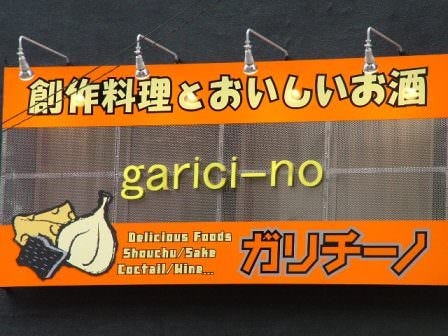 創作料理とおいしいお酒
garici-no
Delicious Foods
Shouchu/Sake
Coctail/Wine...
ガリチーノ